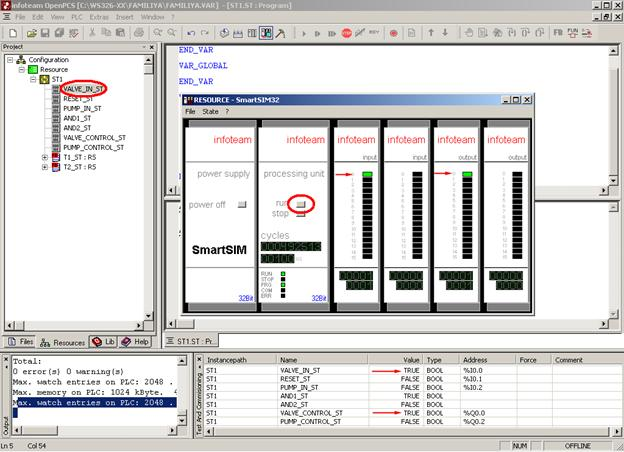 infoteam OpenPCS [C:\WS326-XX\FAMILIYA\FAMILIYA.VAR] - [ST1.ST : Program]
File Edit View PLC Extras Insert Window ?
Project
Configuration
Resource
ST1
VALVE_IN_ST
RESET_ST
PUMP_IN_ST
AND1_ST
AND2_ST
VALVE_CONTROL_ST
PUMP_CONTROL_ST
T1_ST : RS
T2_ST : RS
Files Resources Lib Help
END_VAR
VAR_GLOBAL
END_VAR
RESOURCE - SmartSIM32
File State ?
infoteam infoteam infoteam infoteam infoteam infoteam
input input output output
power supply processing unit
power off run
stop
cycles
SmartSIM
RUN
STOP
PRG
COM
ERR
32Bit 32Bit
ST1.ST : Pr...
Output
Total:
0 error(s) 0 warning(s)
Max. watch entries on PLC: 2048 .
Max. memory on PLC: 1024 kByte. 4
Max. watch entries on PLC: 2048 .
Test And Commissioning
Instancepath Name Value Type Address Force Comment
ST1 VALVE_IN_ST TRUE BOOL %I0.0
ST1 RESET_ST FALSE BOOL %I0.1
ST1 PUMP_IN_ST FALSE BOOL %I0.2
ST1 AND1_ST TRUE BOOL
ST1 AND2_ST FALSE BOOL
ST1 VALVE_CONTROL_ST TRUE BOOL %Q0.0
ST1 PUMP_CONTROL_ST FALSE BOOL %Q0.2
Ln 5 Col 54 NUM OFFLINE